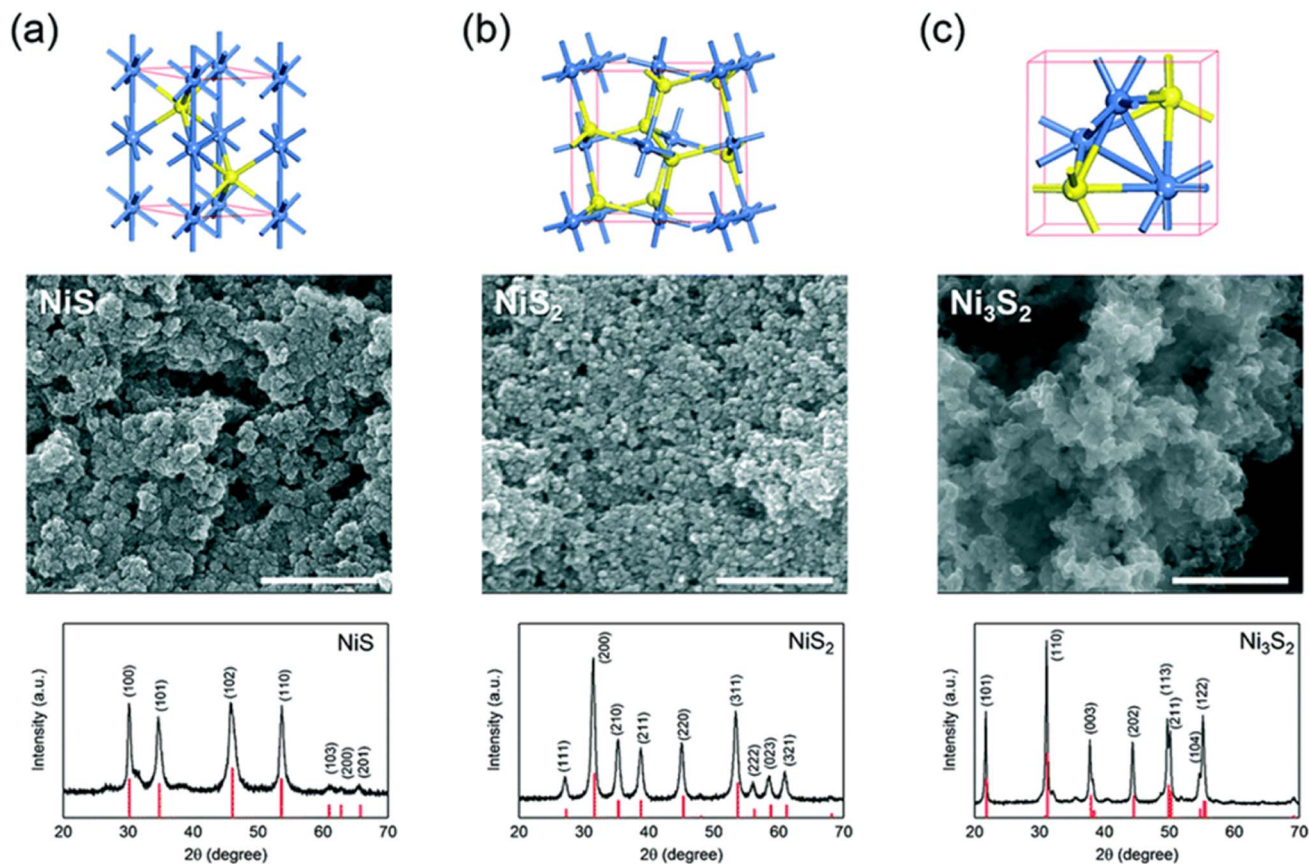 (a)
(b)
(c)
NiS
NiS₂
Ni₃S₂
NiS
(100)
(101)
(102)
(110)
(103)
(200)
(201)
Intensity (a.u.)
20 30 40 50 60 70
2θ (degree)
NiS₂
(111)
(200)
(210)
(211)
(220)
(311)
(222)
(023)
(321)
Intensity (a.u.)
20 30 40 50 60 70
2θ (degree)
Ni₃S₂
(101)
(110)
(003)
(202)
(113)
(211)
(104)
(122)
Intensity (a.u.)
20 30 40 50 60 70
2θ (degree)